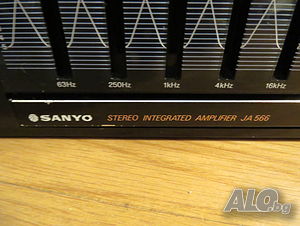 63Hz 250Hz 1kHz 4kHz 16kHz
SANYO STEREO INTEGRATED AMPLIFIER JA 566
ALO.bg